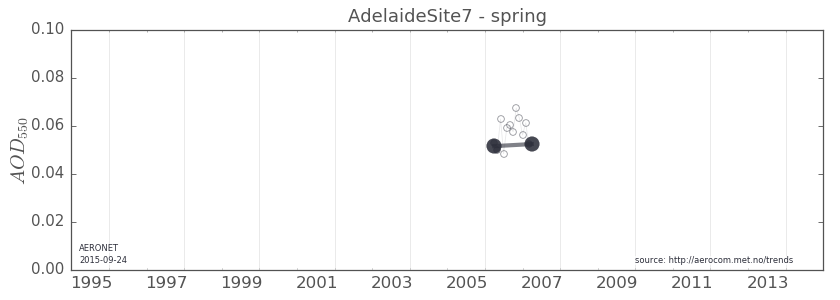 AdelaideSite7 - spring
0.10
0.08
0.06
0.04
0.02
0.00
AOD550
AERONET
2015-09-24
source: http://aerocom.met.no/trends
1995 1997 1999 2001 2003 2005 2007 2009 2011 2013